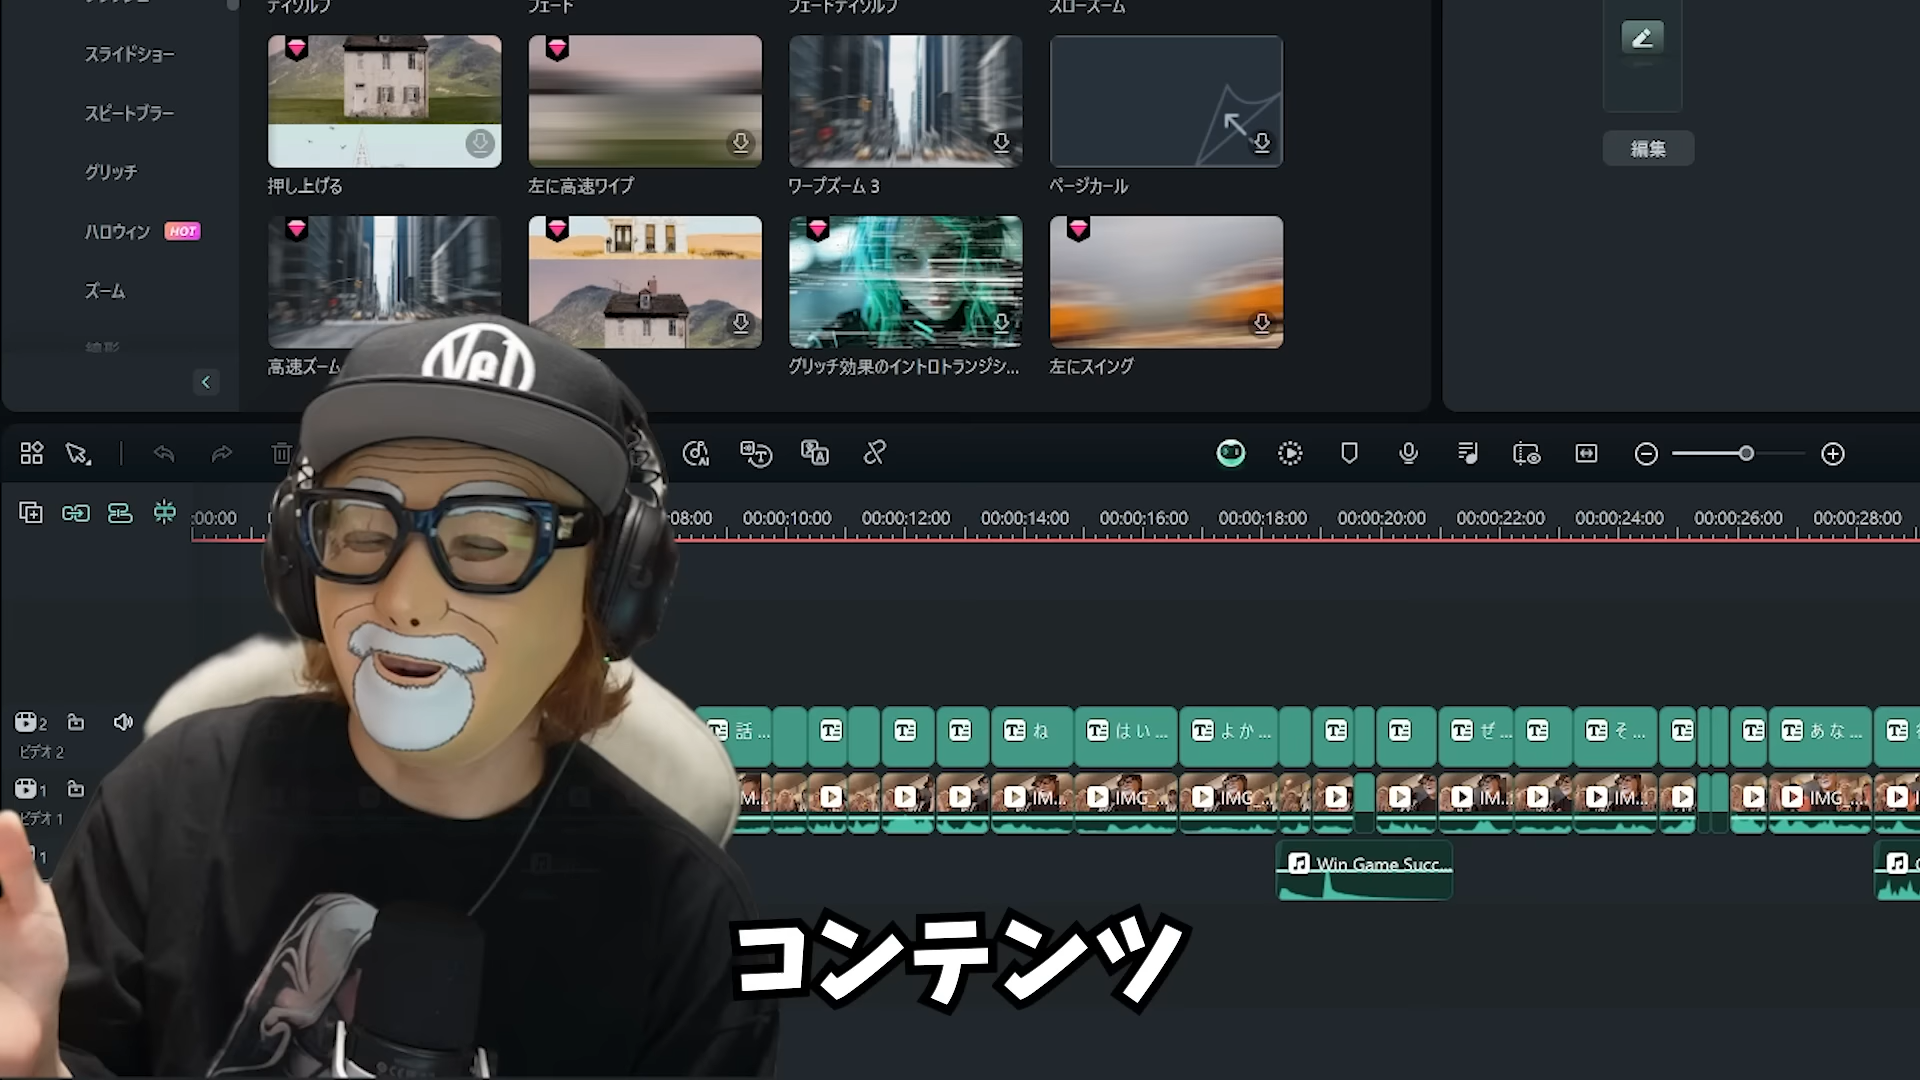 ディゾルブ
フェード
フェードディゾルブ
スローズーム
スライドショー
スピードブラー
グリッチ
ハロウィン HOT
ズーム
押し上げる
左に高速ワイプ
ワープズーム 3
ページカール
高速ズーム
グリッチ効果のイントロトランジシ...
左にスイング
編集
:00:00
08:00
00:00:10:00
00:00:12:00
00:00:14:00
00:00:16:00
00:00:18:00
00:00:20:00
00:00:22:00
00:00:24:00
00:00:26:00
00:00:28:00
2
ビデオ 2
話...
ね
はい...
よか...
ぜ...
そ...
あな...
1
ビデオ 1
M...
IM...
IMG_...
IMG_...
IM...
IM...
IMG_...
1
Win Game Succ...
コンテンツ